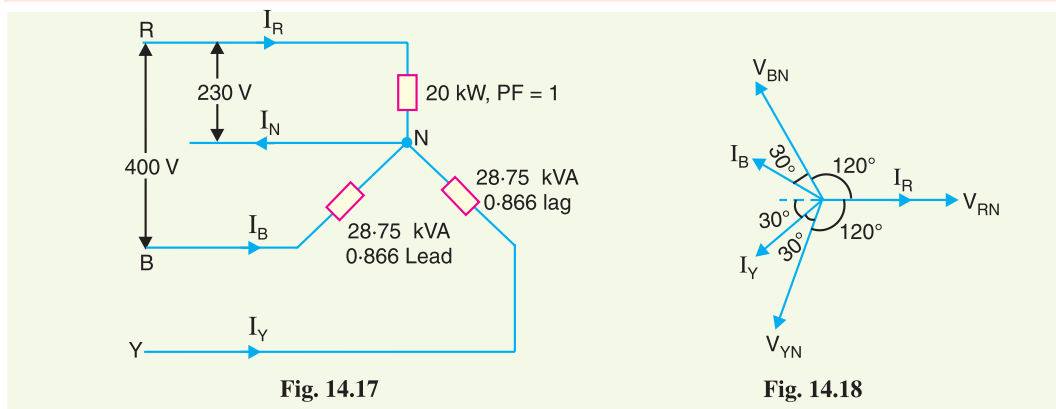 R
I_R
230 V
20 kW, PF = 1
I_N
N
400 V
28·75 kVA
0·866 lag
28·75 kVA
0·866 Lead
I_B
B
I_Y
Y
Fig. 14.17
V_BN
I_B
30°
120°
I_R
V_RN
30°
120°
30°
I_Y
V_YN
Fig. 14.18